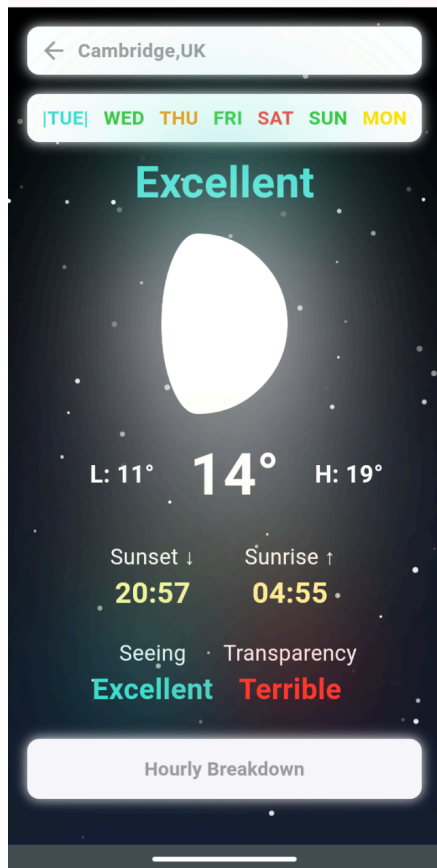 ← Cambridge,UK
|TUE| WED THU FRI SAT SUN MON
Excellent
L: 11° 14° H: 19°
Sunset ↓ Sunrise ↑
20:57 04:55
Seeing Transparency
Excellent Terrible
Hourly Breakdown